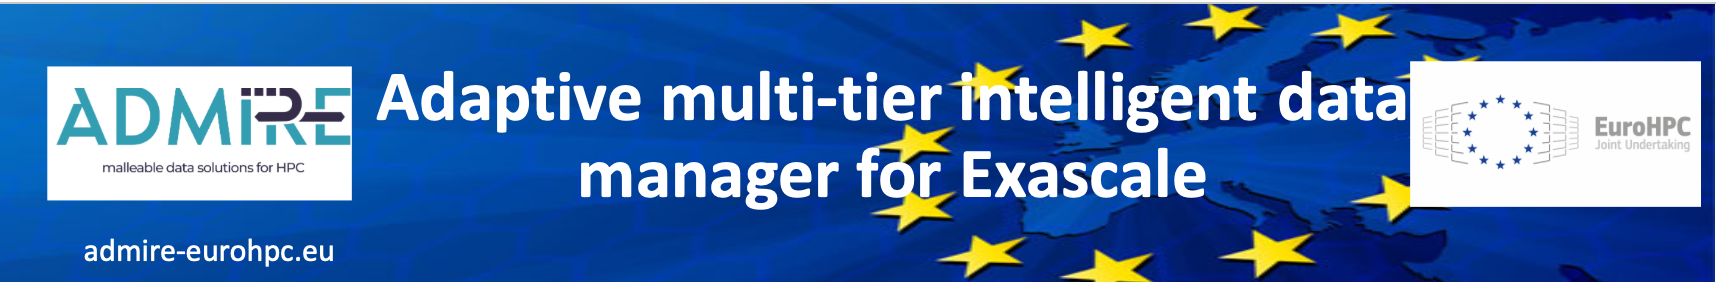 ADMIRE
malleable data solutions for HPC
admire-eurohpc.eu
Adaptive multi-tier intelligent data
manager for Exascale
EuroHPC
Joint Undertaking